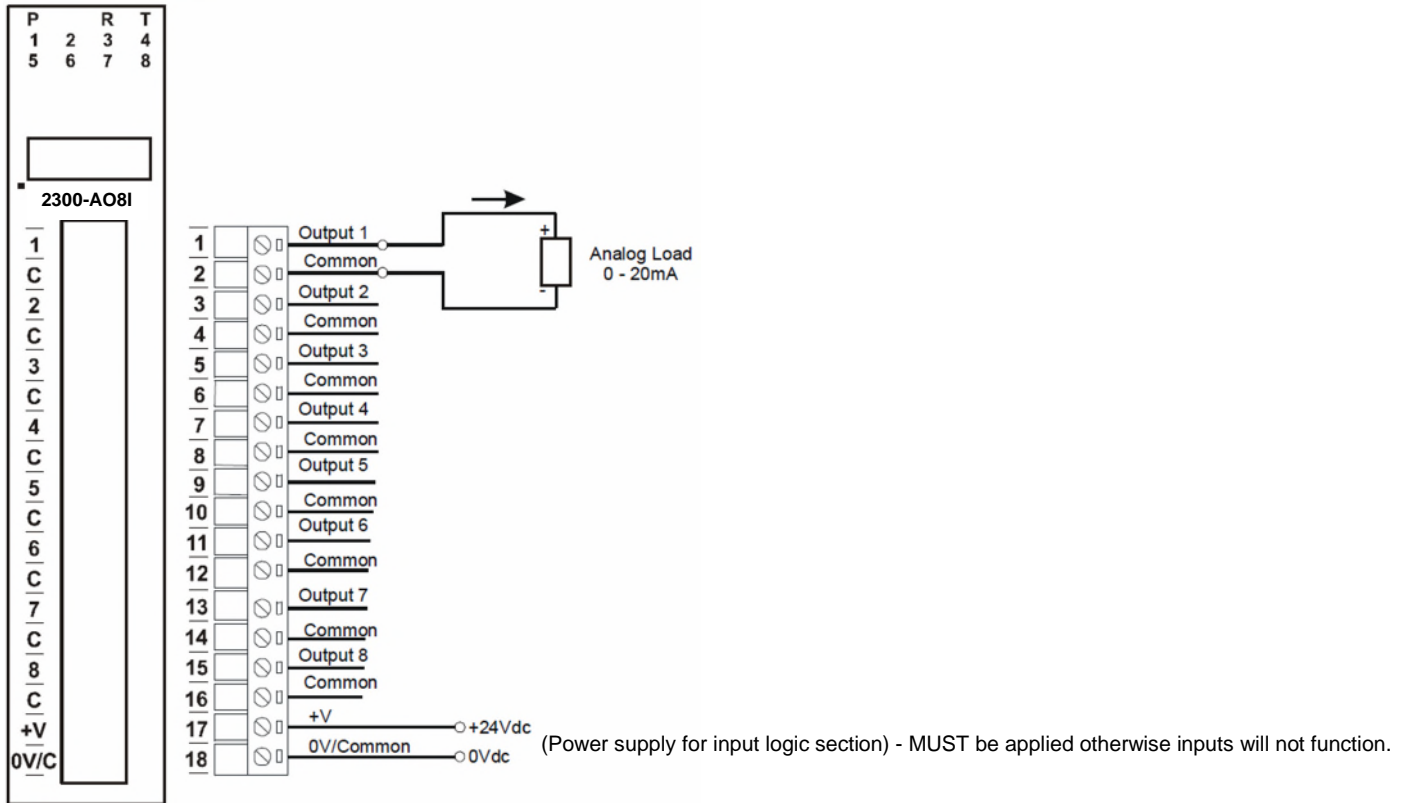 P R T
1 2 3 4
5 6 7 8
2300-AO8I
1
C
2
C
3
C
4
C
5
C
6
C
7
C
8
C
+V
0V/C
1 Output 1
2 Common
3 Output 2
4 Common
5 Output 3
6 Common
7 Output 4
8 Common
9 Output 5
10 Common
11 Output 6
12 Common
13 Output 7
14 Common
15 Output 8
16 Common
17 +V +24Vdc
18 0V/Common 0Vdc
+
-
Analog Load
0 - 20mA
(Power supply for input logic section) - MUST be applied otherwise inputs will not function.